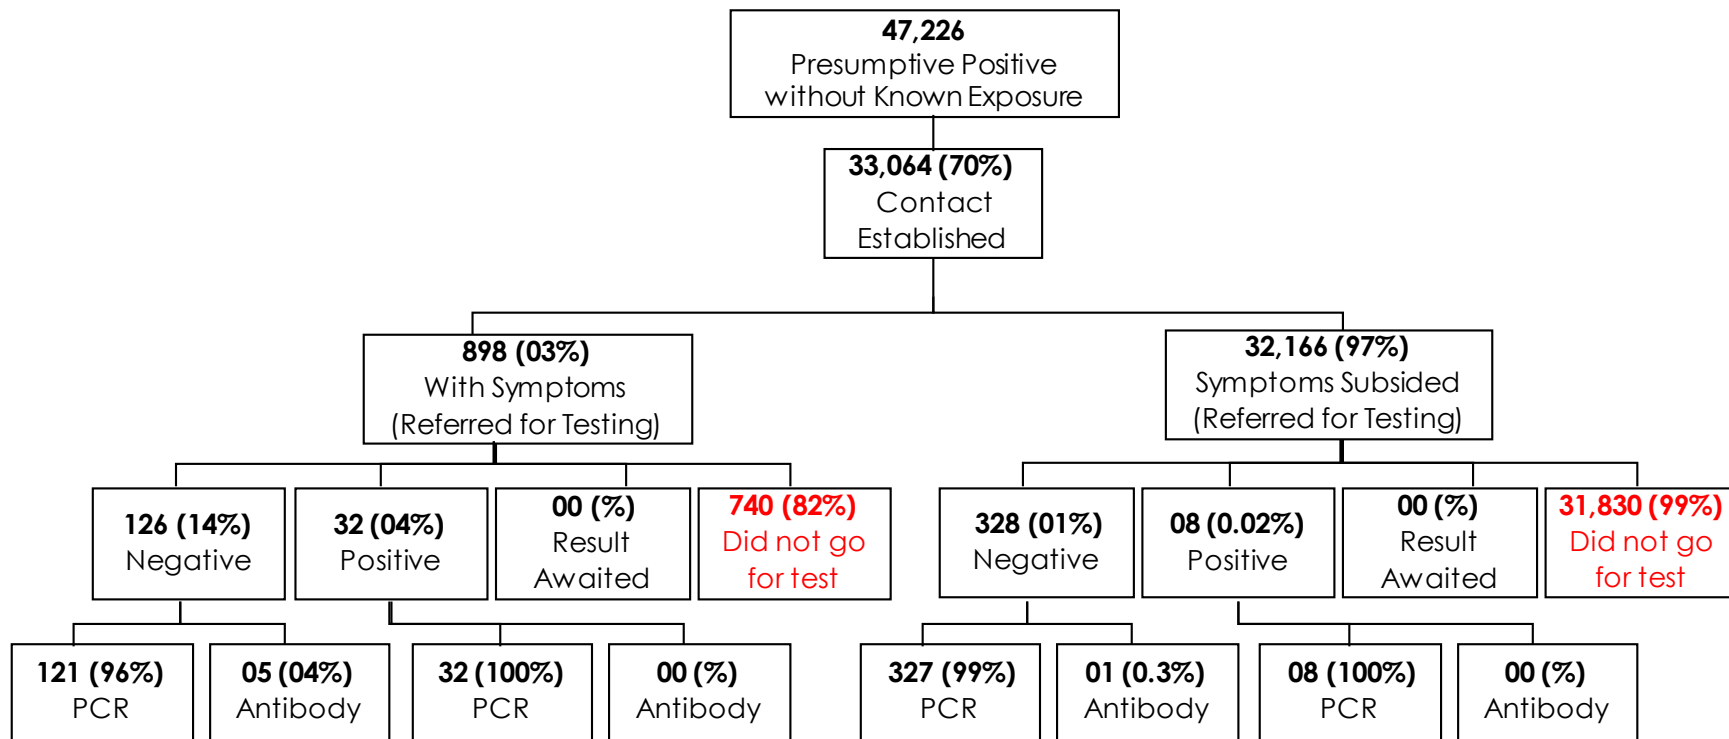 47,226
Presumptive Positive
without Known Exposure
33,064 (70%)
Contact
Established
898 (03%)
With Symptoms
(Referred for Testing)
32,166 (97%)
Symptoms Subsided
(Referred for Testing)
126 (14%)
Negative
32 (04%)
Positive
00 (%)
Result
Awaited
740 (82%)
Did not go
for test
328 (01%)
Negative
08 (0.02%)
Positive
00 (%)
Result
Awaited
31,830 (99%)
Did not go
for test
121 (96%)
PCR
05 (04%)
Antibody
32 (100%)
PCR
00 (%)
Antibody
327 (99%)
PCR
01 (0.3%)
Antibody
08 (100%)
PCR
00 (%)
Antibody